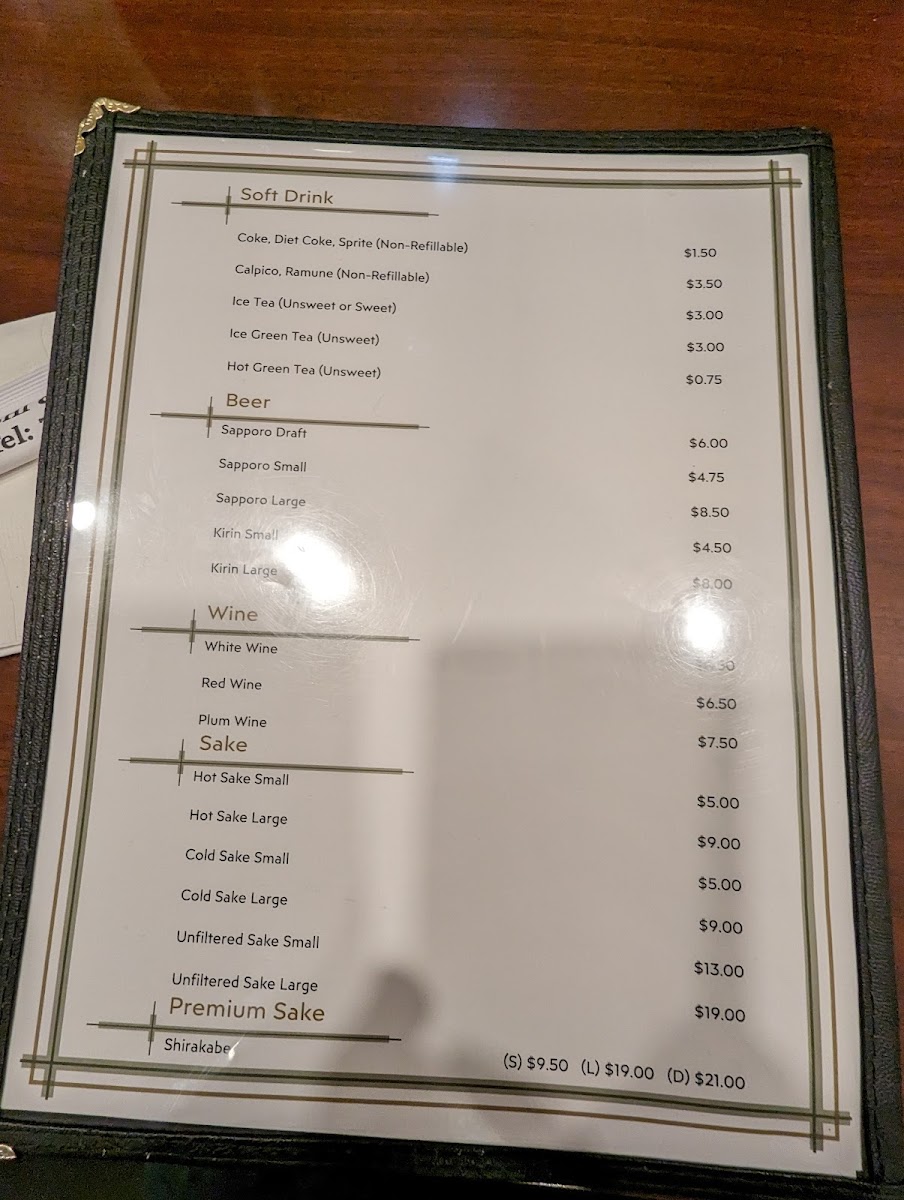 Soft Drink
Coke, Diet Coke, Sprite (Non-Refillable) $1.50
Calpico, Ramune (Non-Refillable) $3.50
Ice Tea (Unsweet or Sweet) $3.00
Ice Green Tea (Unsweet) $3.00
Hot Green Tea (Unsweet) $0.75
Beer
Sapporo Draft $6.00
Sapporo Small $4.75
Sapporo Large $8.50
Kirin Small $4.50
Kirin Large $8.00
Wine
White Wine
Red Wine $6.50
Plum Wine $7.50
Sake
Hot Sake Small $5.00
Hot Sake Large $9.00
Cold Sake Small $5.00
Cold Sake Large $9.00
Unfiltered Sake Small $13.00
Unfiltered Sake Large $19.00
Premium Sake
Shirakabe (S) $9.50 (L) $19.00 (D) $21.00